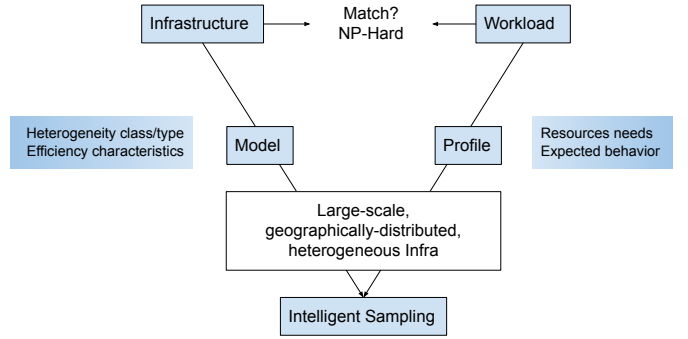 Infrastructure
Match?
NP-Hard
Workload
Heterogeneity class/type
Efficiency characteristics
Model
Profile
Resources needs
Expected behavior
Large-scale,
geographically-distributed,
heterogeneous Infra
Intelligent Sampling